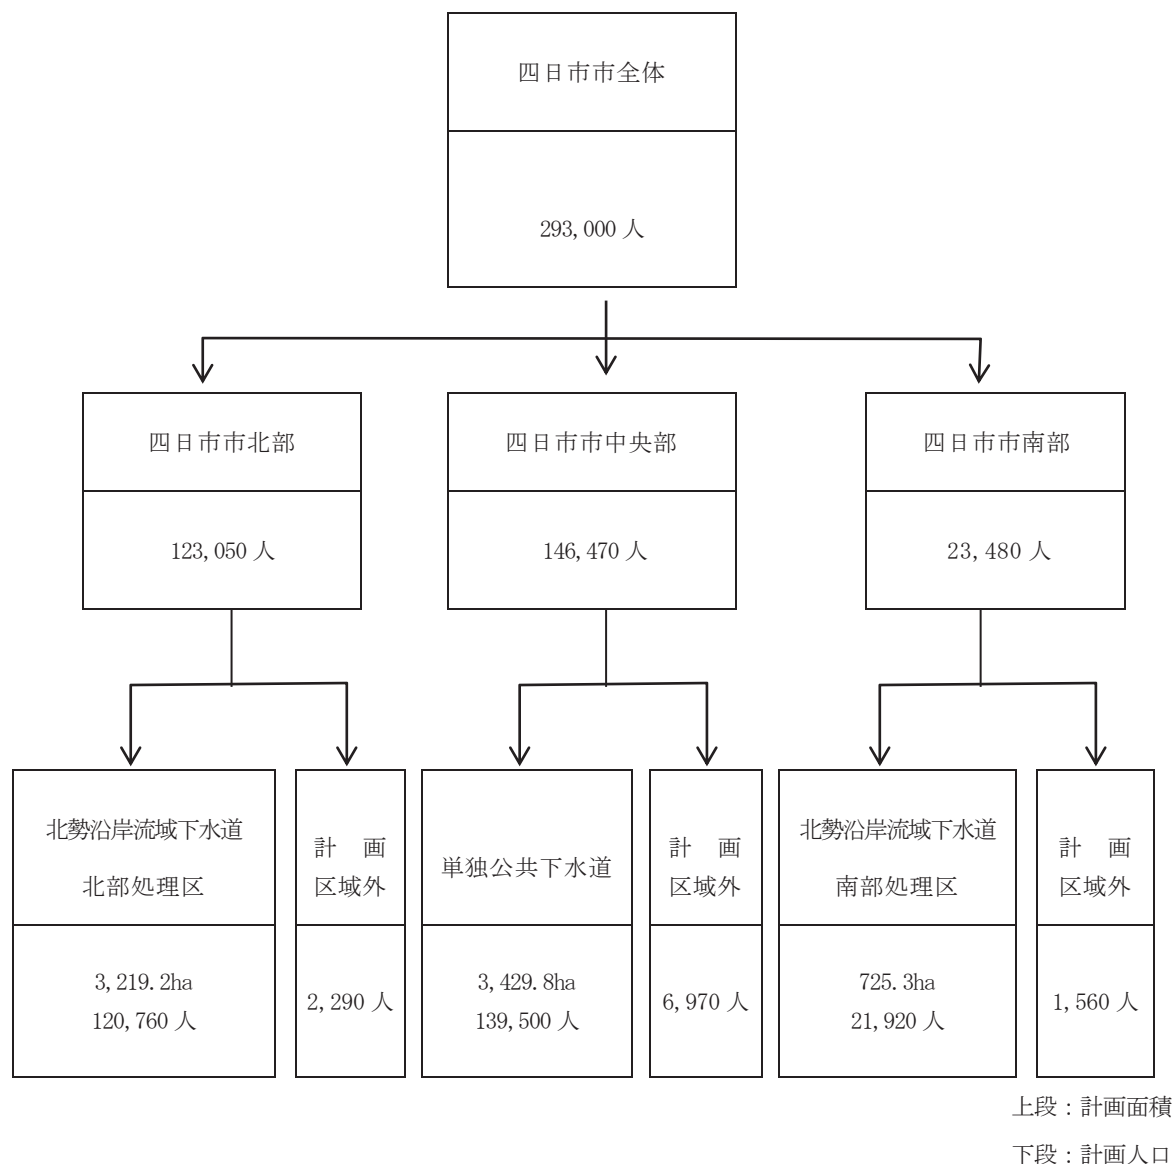 四日市市全体
293,000 人
四日市市北部
123,050 人
四日市市中央部
146,470 人
四日市市南部
23,480 人
北勢沿岸流域下水道
北部処理区
3,219.2ha
120,760 人
計　画
区域外
2,290 人
単独公共下水道
3,429.8ha
139,500 人
計　画
区域外
6,970 人
北勢沿岸流域下水道
南部処理区
725.3ha
21,920 人
計　画
区域外
1,560 人
上段：計画面積
下段：計画人口